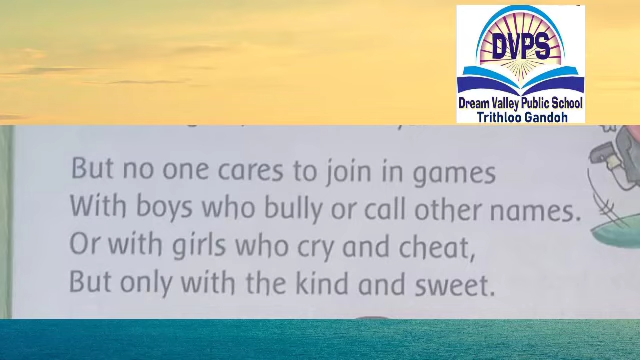 DVPS
Dream Valley Public School
Trithloo Gandoh
But no one cares to join in games
With boys who bully or call other names.
Or with girls who cry and cheat,
But only with the kind and sweet.